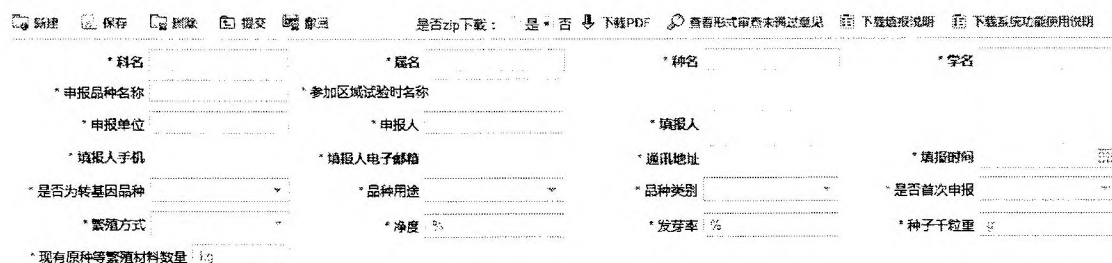 新建 保存 删除 提交 撤消 是否zip下载： 是 否 下载PDF 查看形式审查未通过意见 下载填报说明 下载系统功能使用说明
* 科名 * 属名 * 种名 * 学名
* 申报品种名称 * 参加区域试验时名称
* 申报单位 * 申报人 * 填报人
* 填报人手机 * 填报人电子邮箱 * 通讯地址 * 填报时间
* 是否为转基因品种 * 品种用途 * 品种类别 * 是否首次申报
* 繁殖方式 * 净度 % * 发芽率 % * 种子千粒重 g
* 现有原种等繁殖材料数量 kg